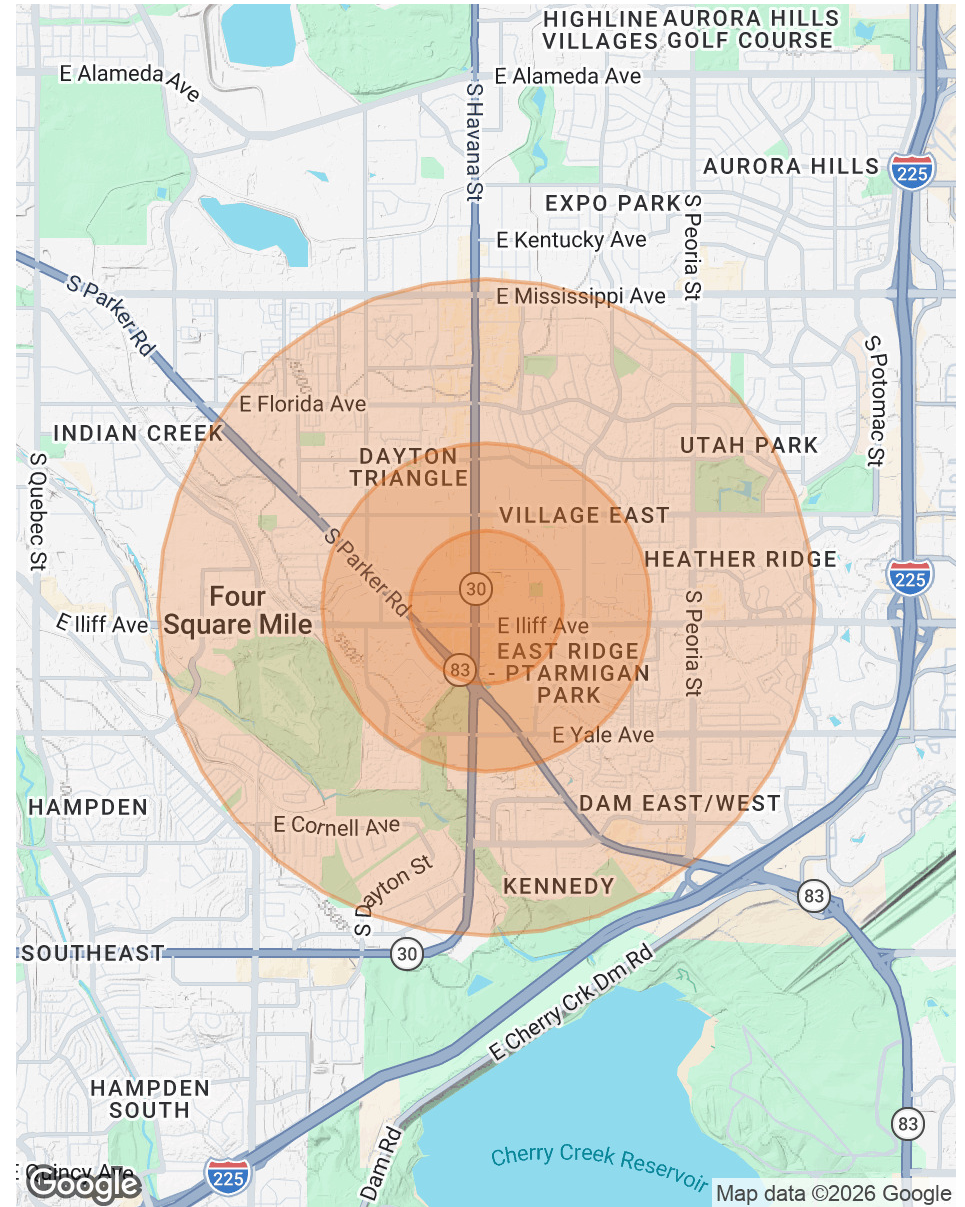 HIGHLINE
VILLAGES
AURORA HILLS
GOLF COURSE
E Alameda Ave
E Alameda Ave
S Havana St
AURORA HILLS
225
EXPO PARK
S Peoria St
E Kentucky Ave
S Parker Rd
E Mississippi Ave
S Potomac St
5500
E Florida Ave
INDIAN CREEK
DAYTON
TRIANGLE
UTAH PARK
S Quebec St
VILLAGE EAST
S Parker Rd
HEATHER RIDGE
225
30
Four
Square Mile
S Peoria St
E Iliff Ave
E Iliff Ave
5500
EAST RIDGE
- PTARMIGAN
PARK
83
E Yale Ave
HAMPDEN
DAM EAST/WEST
E Cornell Ave
S Dayton St
KENNEDY
83
5500
SOUTHEAST
30
E Cherry Crk Dm Rd
HAMPDEN
SOUTH
83
Dam Rd
Cherry Creek Reservoir
E Quincy Ave
Google
225
Map data ©2026 Google